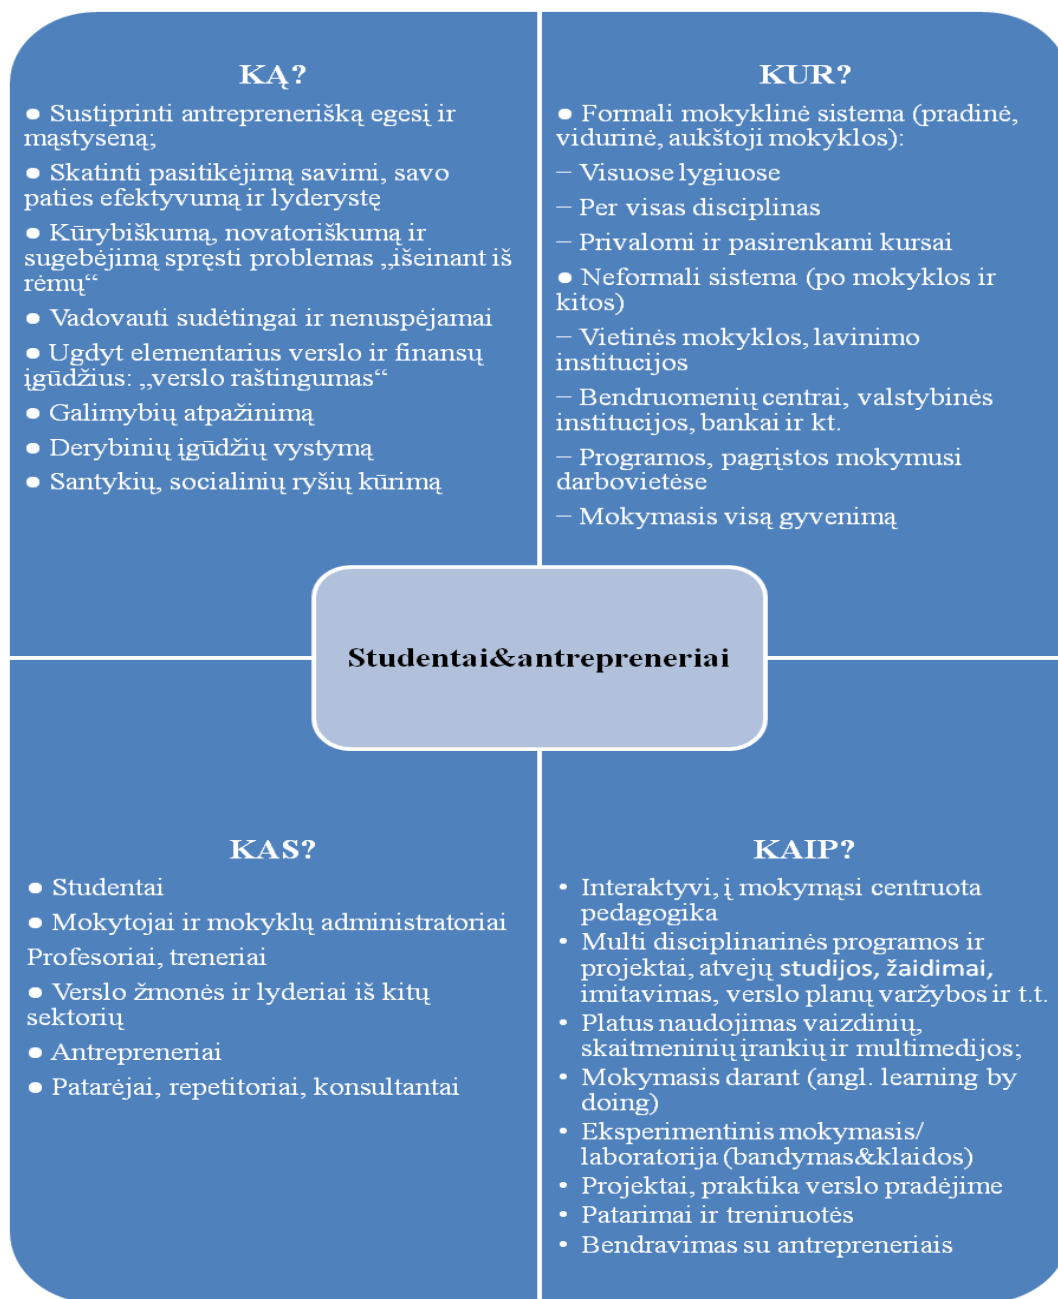 KĄ?
● Sustiprinti antreprenerišką egesį ir
mąstyseną;
● Skatinti pasitikėjimą savimi, savo
paties efektyvumą ir lyderystę
● Kūrybiškumą, novatoriškumą ir
sugebėjimą spręsti problemas „išeinant iš
rėmų“
● Vadovauti sudėtingai ir nenuspėjamai
● Ugdyt elementarius verslo ir finansų
įgūdžius: „verslo raštingumas“
● Galimybių atpažinimą
● Derybinių įgūdžių vystymą
● Santykių, socialinių ryšių kūrimą
KUR?
● Formali mokyklinė sistema (pradinė,
vidurinė, aukštoji mokyklos):
− Visuose lygiuose
− Per visas disciplinas
− Privalomi ir pasirenkami kursai
● Neformali sistema (po mokyklos ir
kitos)
− Vietinės mokyklos, lavinimo
institucijos
− Bendruomenių centrai, valstybinės
institucijos, bankai ir kt.
− Programos, pagrįstos mokymusi
darbovietėse
− Mokymasis visą gyvenimą
Studentai&antrepreneriai
KAS?
● Studentai
● Mokytojai ir mokyklų administratoriai
Profesoriai, treneriai
● Verslo žmonės ir lyderiai iš kitų
sektorių
● Antrepreneriai
● Patarėjai, repetitoriai, konsultantai
KAIP?
• Interaktyvi, į mokymąsi centruota
pedagogika
• Multi disciplinarinės programos ir
projektai, atvejų studijos, žaidimai,
imitavimas, verslo planų varžybos ir t.t.
• Platus naudojimas vaizdinių,
skaitmeninių įrankių ir multimedijos;
• Mokymasis darant (angl. learning by
doing)
• Eksperimentinis mokymasis/
laboratorija (bandymas&klaidos)
• Projektai, praktika verslo pradėjime
• Patarimai ir treniruotės
• Bendravimas su antrepreneriais